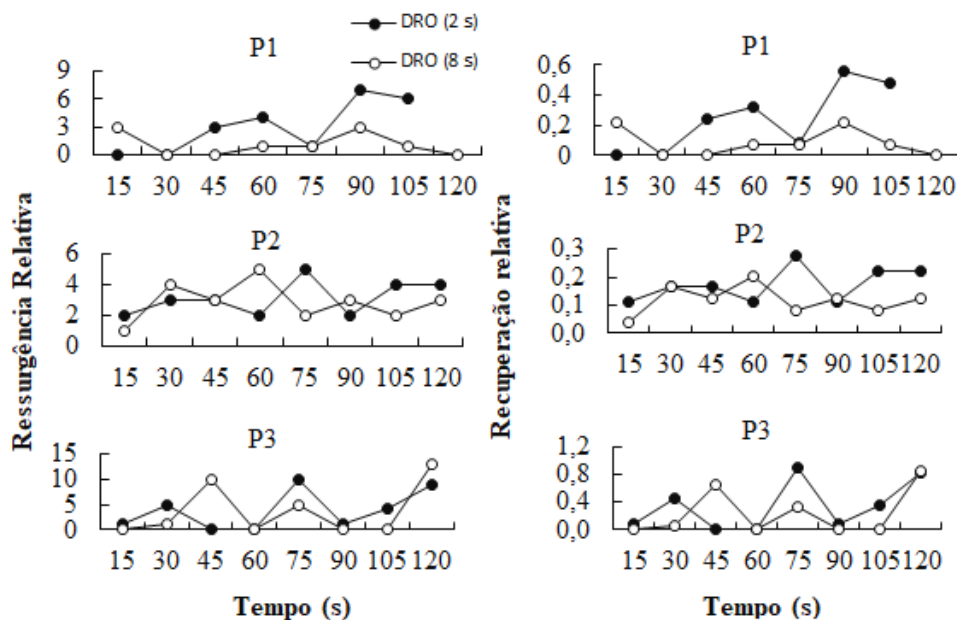 DRO (2 s)
DRO (8 s)
P1
9
6
3
0
15 30 45 60 75 90 105 120
P2
6
4
2
0
15 30 45 60 75 90 105 120
P3
15
10
5
0
15 30 45 60 75 90 105 120
Ressurgência Relativa
Tempo (s)
P1
0,6
0,4
0,2
0
15 30 45 60 75 90 105 120
P2
0,3
0,2
0,1
0,0
15 30 45 60 75 90 105 120
P3
1,2
0,8
0,4
0,0
15 30 45 60 75 90 105 120
Recuperação relativa
Tempo (s)